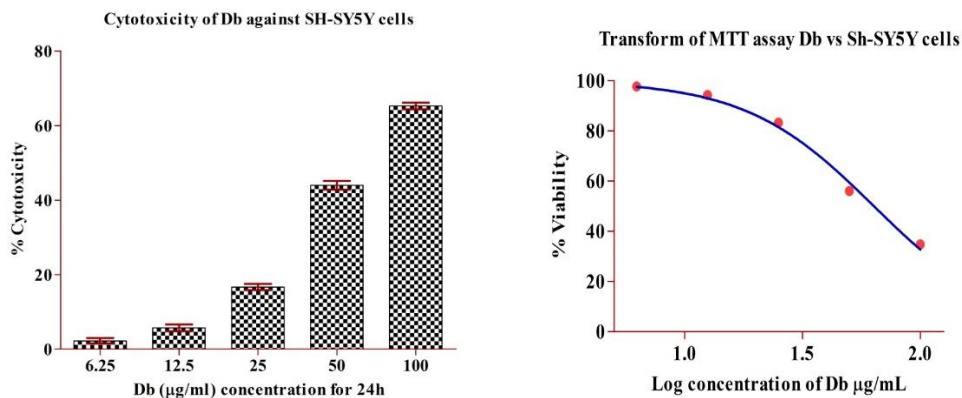 Cytotoxicity of Db against SH-SY5Y cells
% Cytotoxicity
80
60
40
20
0
6.25 12.5 25 50 100
Db (μg/ml) concentration for 24h
Transform of MTT assay Db vs Sh-SY5Y cells
% Viability
100
80
60
40
20
0
1.0 1.5 2.0
Log concentration of Db μg/mL